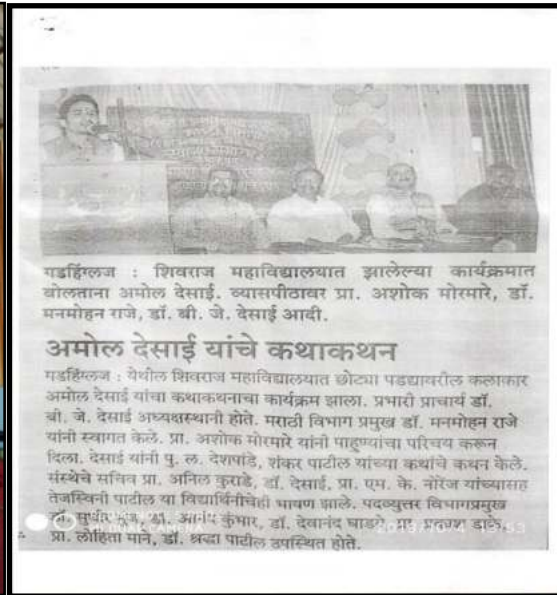 गडहिंग्लज : शिवराज महाविद्यालयात झालेल्या कार्यक्रमात
बोलताना अमोल देसाई. व्यासपीठावर प्रा. अशोक मोरमारे, डॉ.
मनमोहन राजे, डॉ. बी. जे. देसाई आदी.
अमोल देसाई यांचे कथाकथन
गडहिंग्लज : येथील शिवराज महाविद्यालयात छोट्या पडद्यावरील कलाकार
अमोल देसाई यांचा कथाकथनाचा कार्यक्रम झाला. प्रभारी प्राचार्य डॉ.
बी. जे. देसाई अध्यक्षस्थानी होते. मराठी विभाग प्रमुख डॉ. मनमोहन राजे
यांनी स्वागत केले. प्रा. अशोक मोरमारे यांनी पाहुण्यांचा परिचय करून
दिला. देसाई यांनी पु. ल. देशपांडे, शंकर पाटील यांच्या कथांचे कथन केले.
संस्थेचे सचिव प्रा. अनिल कुराडे, डॉ. देसाई, प्रा. एम. के. नोरेज यांच्यासह
तेजस्विनी पाटील या विद्यार्थिनीचेही भाषण झाले. पदव्युत्तर विभागप्रमुख
कुंभार, डॉ. देवानंद
प्रा. लोहिता माने, डॉ. श्रद्धा पाटील उपस्थित होते.